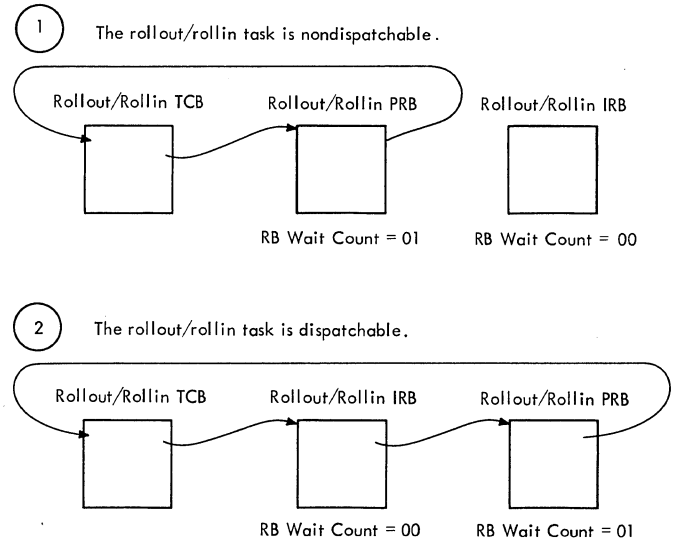 1
The rollout/rollin task is nondispatchable.
Rollout/Rollin TCB Rollout/Rollin PRB Rollout/Rollin IRB
RB Wait Count = 01 RB Wait Count = 00
2
The rollout/rollin task is dispatchable.
Rollout/Rollin TCB Rollout/Rollin IRB Rollout/Rollin PRB
RB Wait Count = 00 RB Wait Count = 01